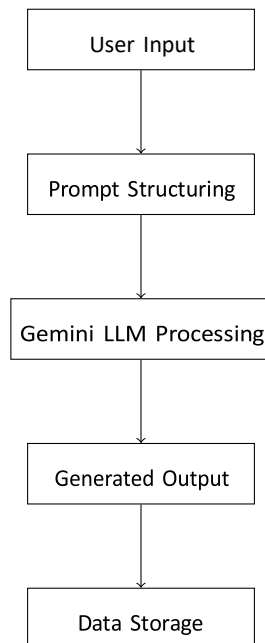 User Input
Prompt Structuring
Gemini LLM Processing
Generated Output
Data Storage